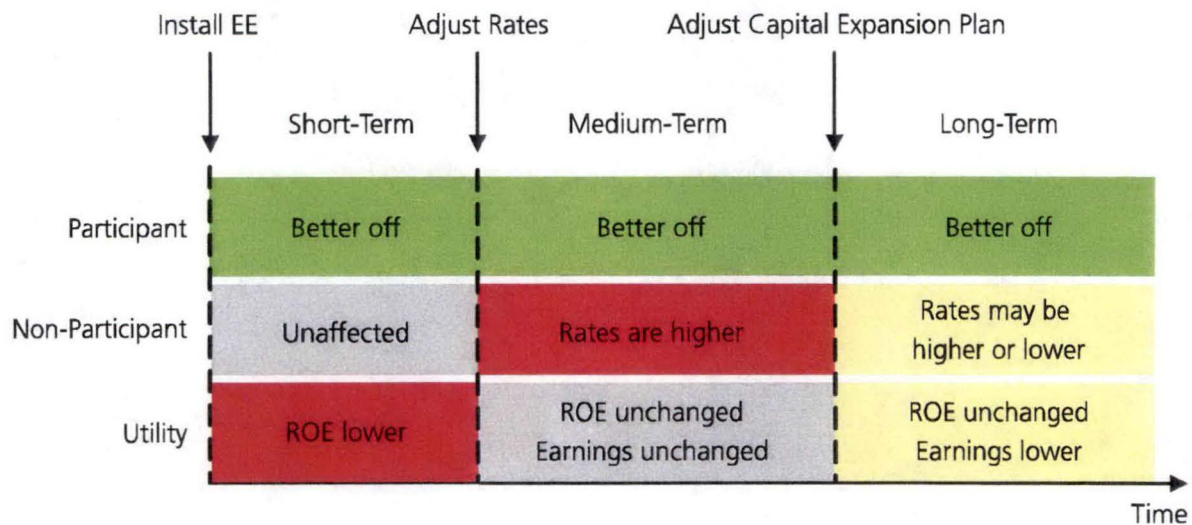 Install EE
Adjust Rates
Adjust Capital Expansion Plan
Short-Term
Medium-Term
Long-Term
Participant
Better off
Better off
Better off
Non-Participant
Unaffected
Rates are higher
Rates may be
higher or lower
Utility
ROE lower
ROE unchanged
Earnings unchanged
ROE unchanged
Earnings lower
Time